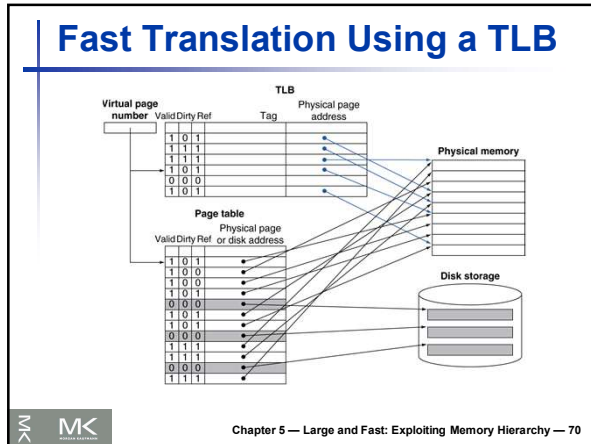 Fast Translation Using a TLB
TLB
Virtual page
number
Valid Dirty Ref
Tag
Physical page
address
1 0 1
1 1 1
1 1 1
1 0 1
0 0 0
1 0 1
Physical memory
Page table
Physical page
Valid Dirty Ref or disk address
1 0 1
1 0 0
1 0 0
1 0 1
0 0 0
1 0 1
1 0 1
0 0 0
1 1 1
1 1 1
0 0 0
1 1 1
Disk storage
MK
MK
MORGAN KAUFMANN
Chapter 5 — Large and Fast: Exploiting Memory Hierarchy — 70